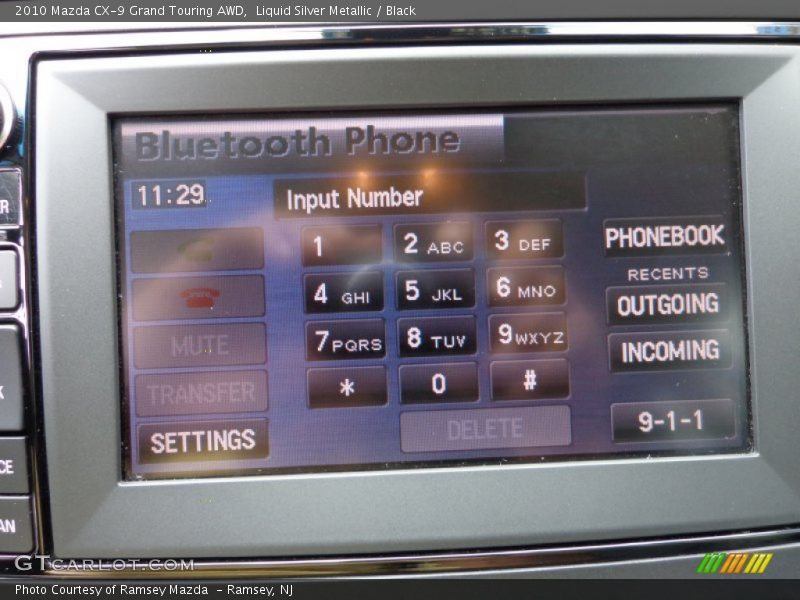 2010 Mazda CX-9 Grand Touring AWD, Liquid Silver Metallic / Black
Bluetooth Phone
11:29
Input Number
1
2 ABC
3 DEF
PHONEBOOK
4 GHI
5 JKL
6 MNO
RECENTS
OUTGOING
MUTE
7 PQRS
8 TUV
9 WXYZ
INCOMING
TRANSFER
*
0
#
SETTINGS
DELETE
9-1-1
GTCARLOT.COM
Photo Courtesy of Ramsey Mazda - Ramsey, NJ